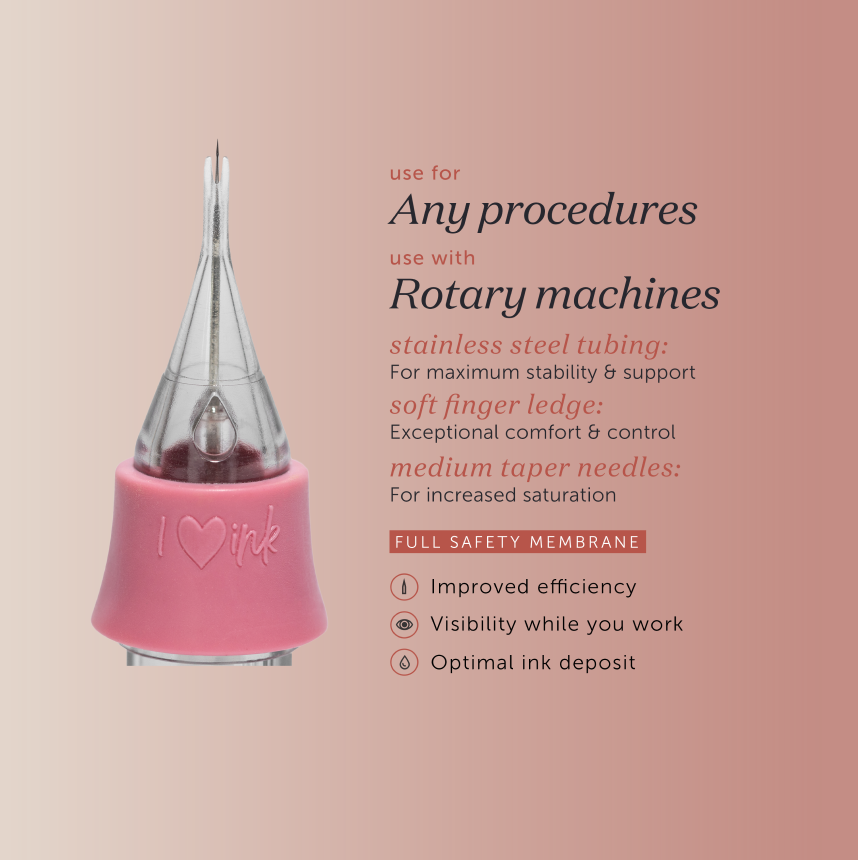 use for
Any procedures
use with
Rotary machines
stainless steel tubing:
For maximum stability & support
soft finger ledge:
Exceptional comfort & control
medium taper needles:
For increased saturation
FULL SAFETY MEMBRANE
Improved efficiency
Visibility while you work
Optimal ink deposit
I ♡ ink